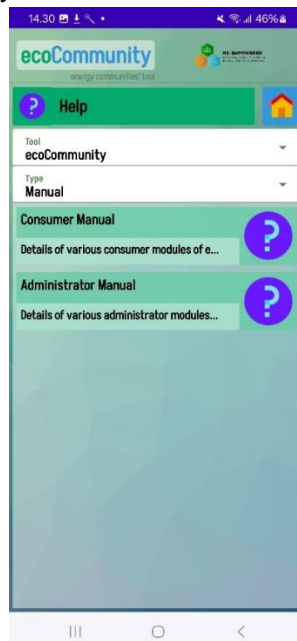 14.30
46%
ecoCommunity
energy communities' tool
RE-EMPOWERED
? Help
Tool
ecoCommunity
Type
Manual
Consumer Manual
Details of various consumer modules of e...
?
Administrator Manual
Details of various administrator modules...
?